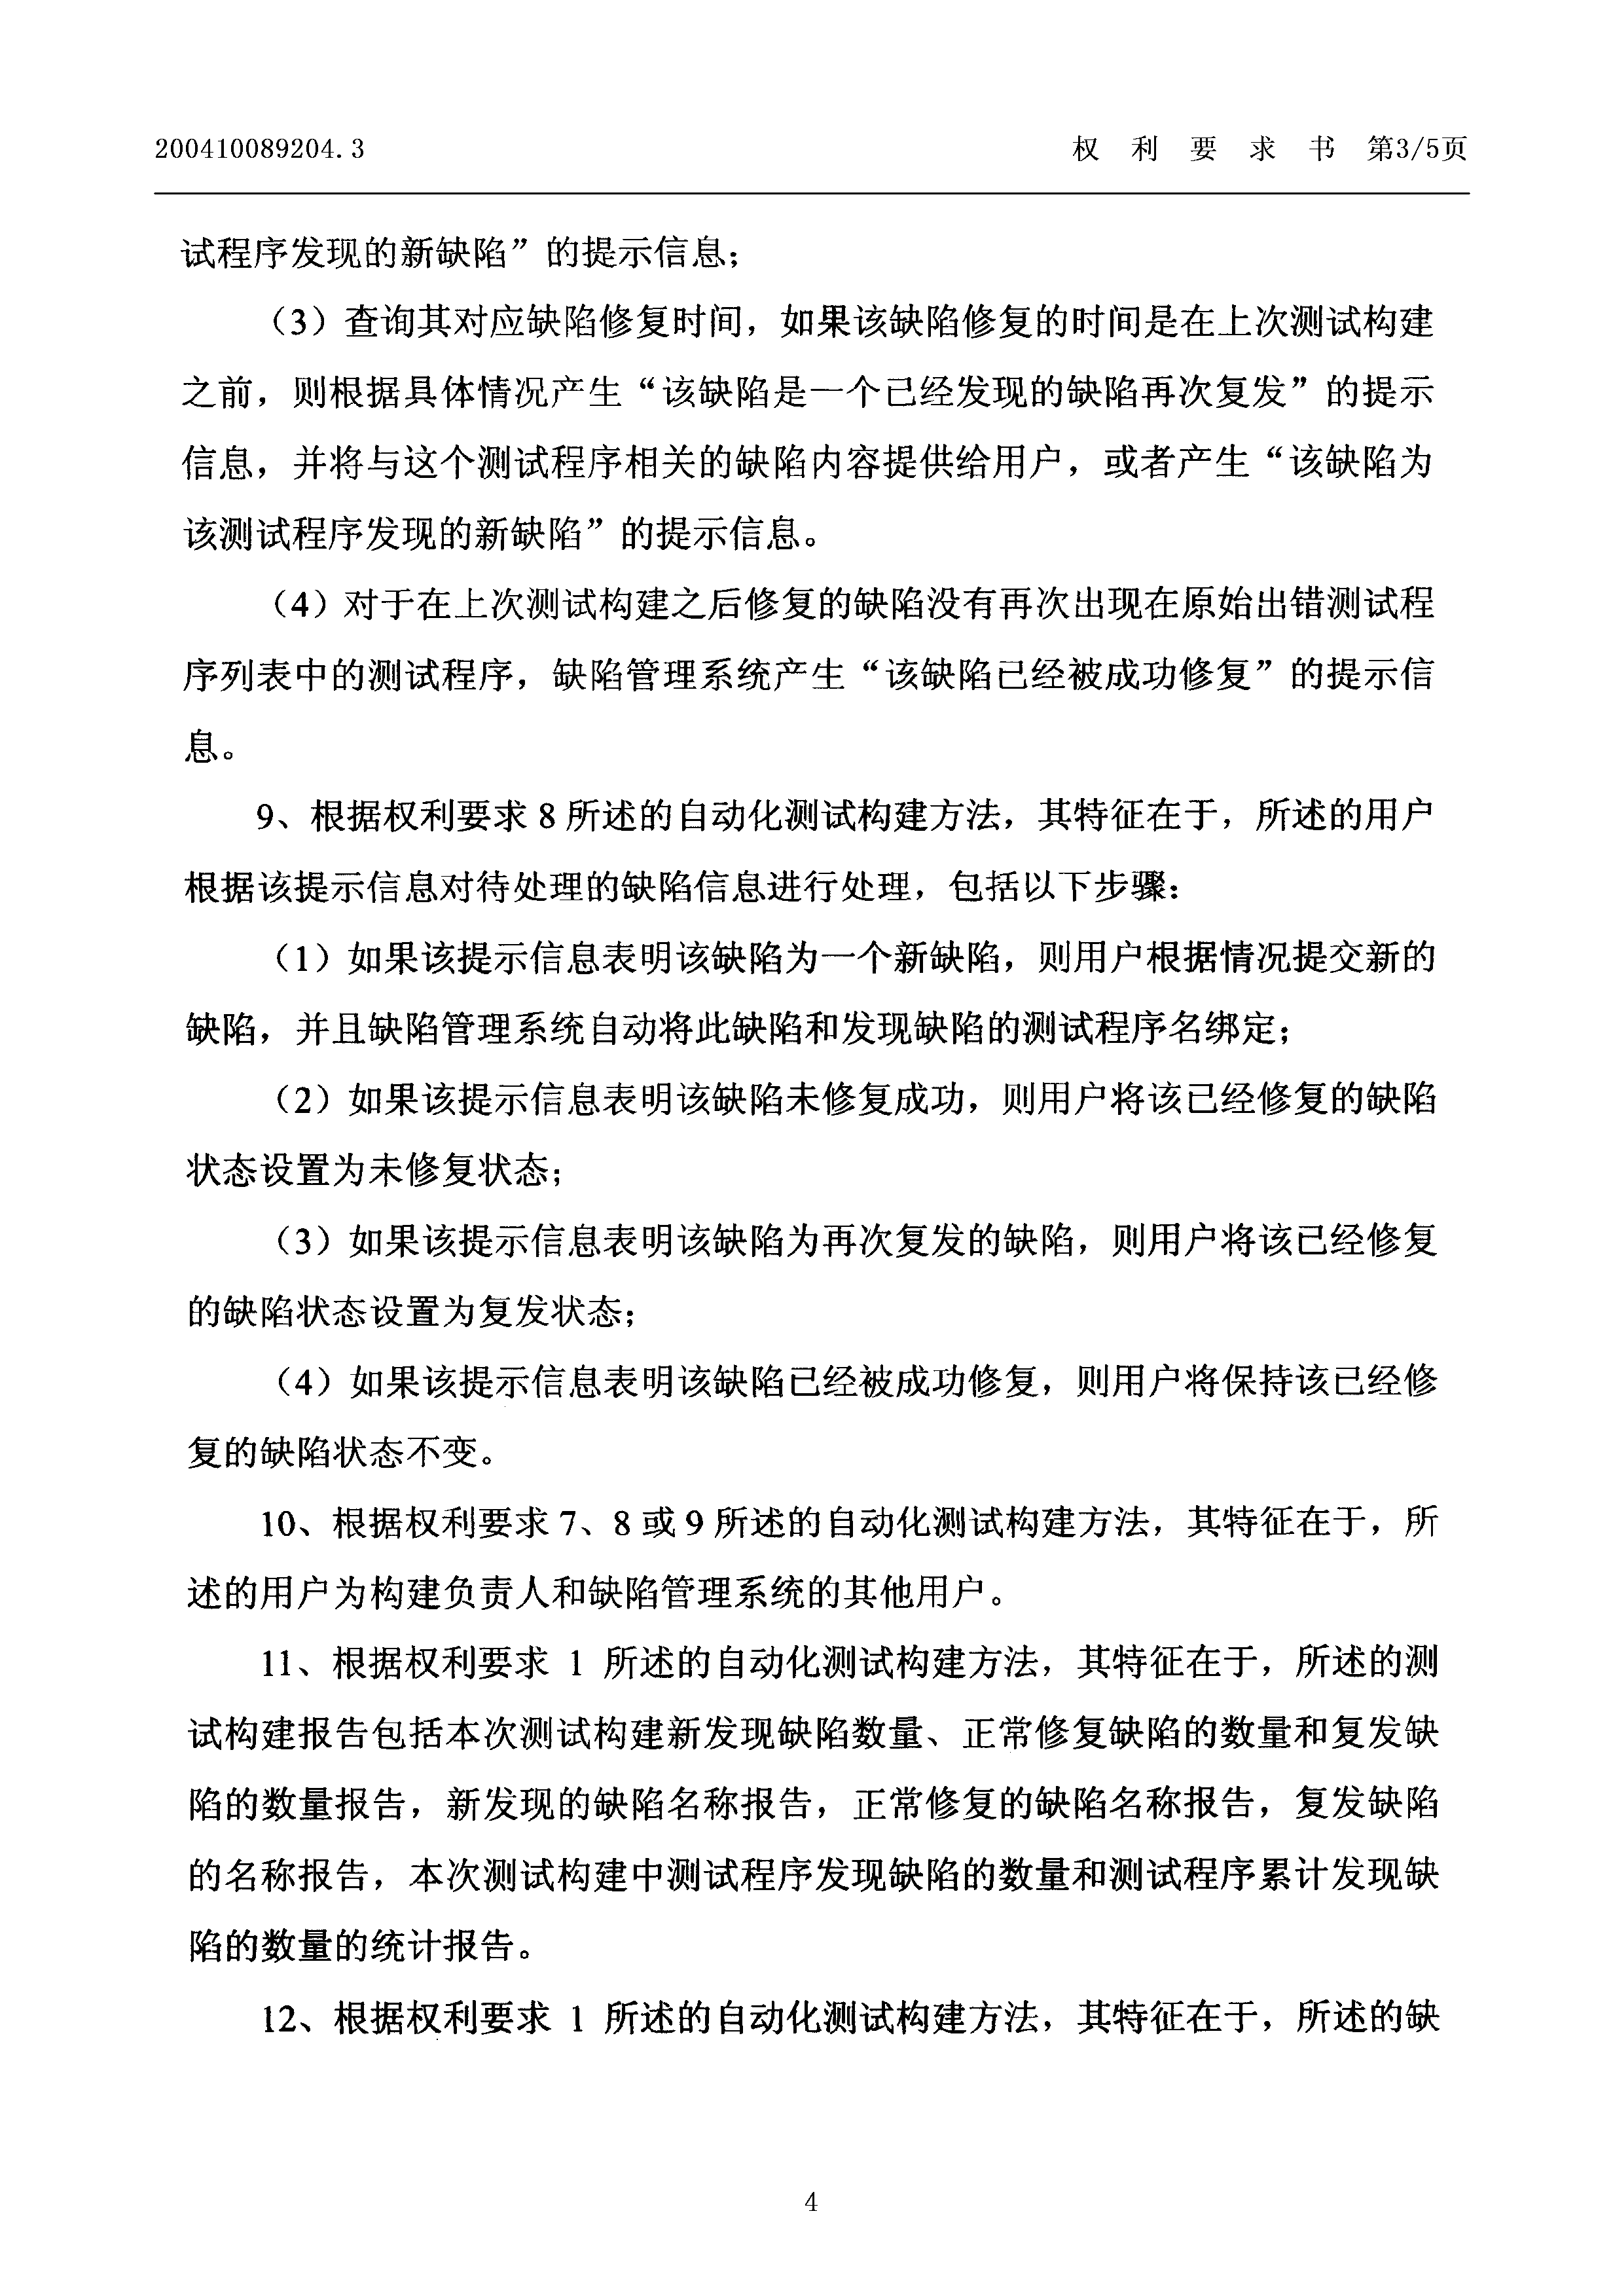 200410089204.3
权 利 要 求 书 第3/5页
试程序发现的新缺陷”的提示信息；
（3）查询其对应缺陷修复时间，如果该缺陷修复的时间是在上次测试构建
之前，则根据具体情况产生“该缺陷是一个已经发现的缺陷再次复发”的提示
信息，并将与这个测试程序相关的缺陷内容提供给用户，或者产生“该缺陷为
该测试程序发现的新缺陷”的提示信息。
（4）对于在上次测试构建之后修复的缺陷没有再次出现在原始出错测试程
序列表中的测试程序，缺陷管理系统产生“该缺陷已经被成功修复”的提示信
息。
9、根据权利要求 8 所述的自动化测试构建方法，其特征在于，所述的用户
根据该提示信息对待处理的缺陷信息进行处理，包括以下步骤：
（1）如果该提示信息表明该缺陷为一个新缺陷，则用户根据情况提交新的
缺陷，并且缺陷管理系统自动将此缺陷和发现缺陷的测试程序名绑定；
（2）如果该提示信息表明该缺陷未修复成功，则用户将该已经修复的缺陷
状态设置为未修复状态；
（3）如果该提示信息表明该缺陷为再次复发的缺陷，则用户将该已经修复
的缺陷状态设置为复发状态；
（4）如果该提示信息表明该缺陷已经被成功修复，则用户将保持该已经修
复的缺陷状态不变。
10、根据权利要求 7、8 或 9 所述的自动化测试构建方法，其特征在于，所
述的用户为构建负责人和缺陷管理系统的其他用户。
11、根据权利要求 1 所述的自动化测试构建方法，其特征在于，所述的测
试构建报告包括本次测试构建新发现缺陷数量、正常修复缺陷的数量和复发缺
陷的数量报告，新发现的缺陷名称报告，正常修复的缺陷名称报告，复发缺陷
的名称报告，本次测试构建中测试程序发现缺陷的数量和测试程序累计发现缺
陷的数量的统计报告。
12、根据权利要求 1 所述的自动化测试构建方法，其特征在于，所述的缺
4